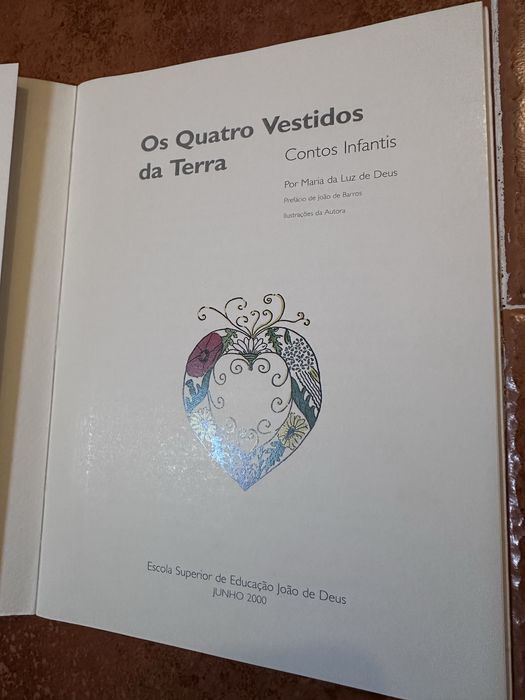 Os Quatro Vestidos
da Terra
Contos Infantis
Por Maria da Luz de Deus
Prefácio de João de Barros
Ilustrações da Autora
Escola Superior de Educação João de Deus
JUNHO 2000